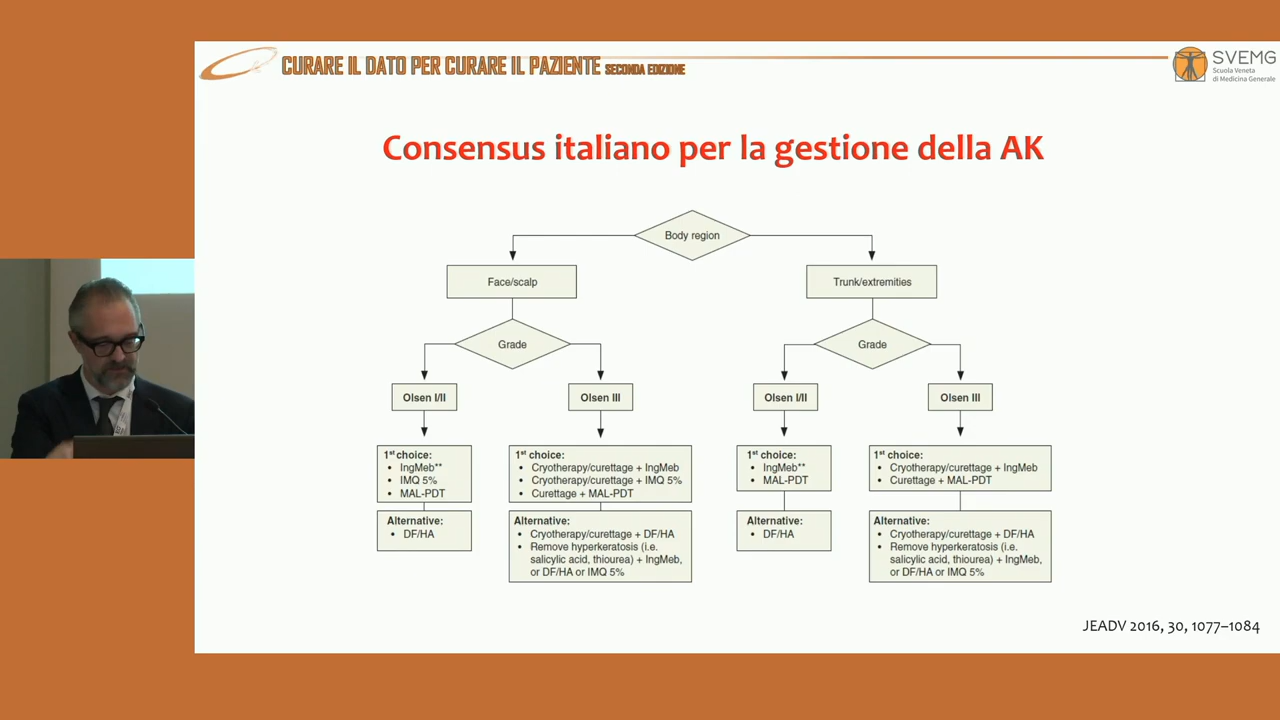 CURARE IL DATO PER CURARE IL PAZIENTE SECONDA EDIZIONE
SVEMG
Scuola Veneta
di Medicina Generale
Consensus italiano per la gestione della AK
Body region
Face/scalp
Trunk/extremities
Grade
Grade
Olsen I/II
Olsen III
Olsen I/II
Olsen III
1st choice:
• IngMeb**
• IMQ 5%
• MAL-PDT
Alternative:
• DF/HA
1st choice:
• Cryotherapy/curettage + IngMeb
• Cryotherapy/curettage + IMQ 5%
• Curettage + MAL-PDT
Alternative:
• Cryotherapy/curettage + DF/HA
• Remove hyperkeratosis (i.e.
salicylic acid, thiourea) + IngMeb,
or DF/HA or IMQ 5%
1st choice:
• IngMeb**
• MAL-PDT
Alternative:
• DF/HA
1st choice:
• Cryotherapy/curettage + IngMeb
• Curettage + MAL-PDT
Alternative:
• Cryotherapy/curettage + DF/HA
• Remove hyperkeratosis (i.e.
salicylic acid, thiourea) + IngMeb,
or DF/HA or IMQ 5%
JEADV 2016, 30, 1077–1084